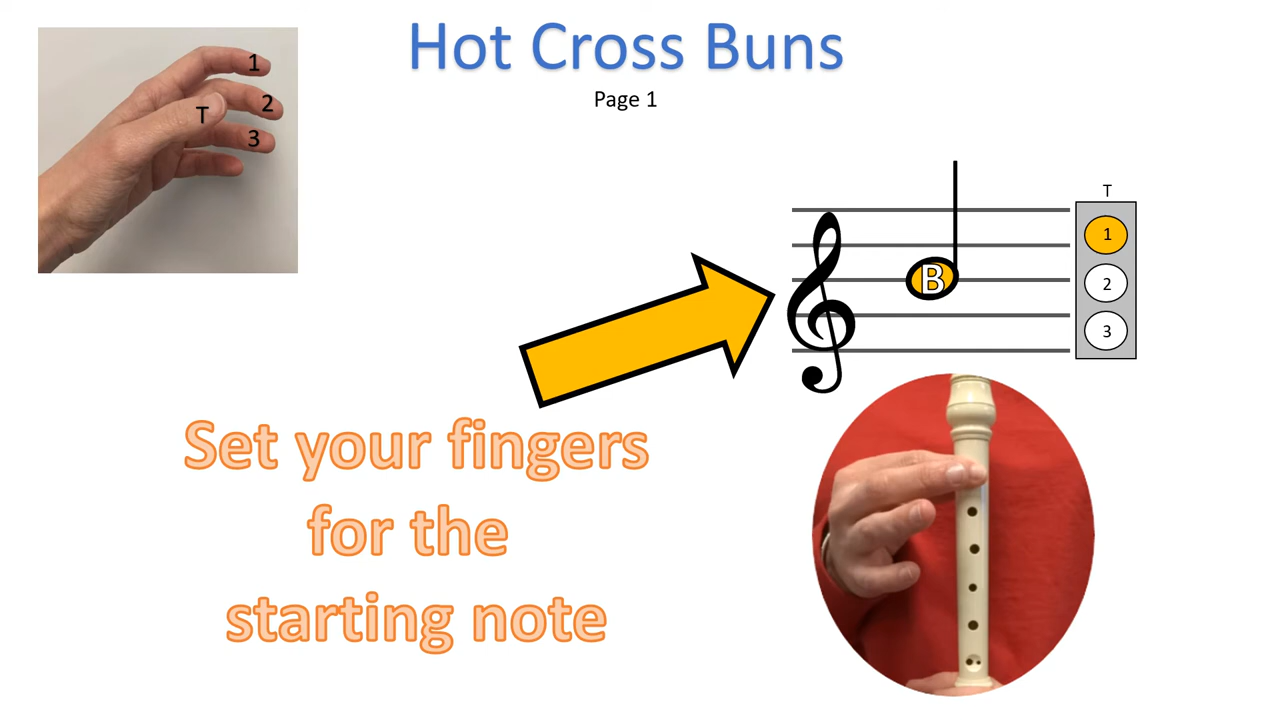 Hot Cross Buns
Page 1
1
2
T
3
T
1
B
2
3
Set your fingers
for the
starting note